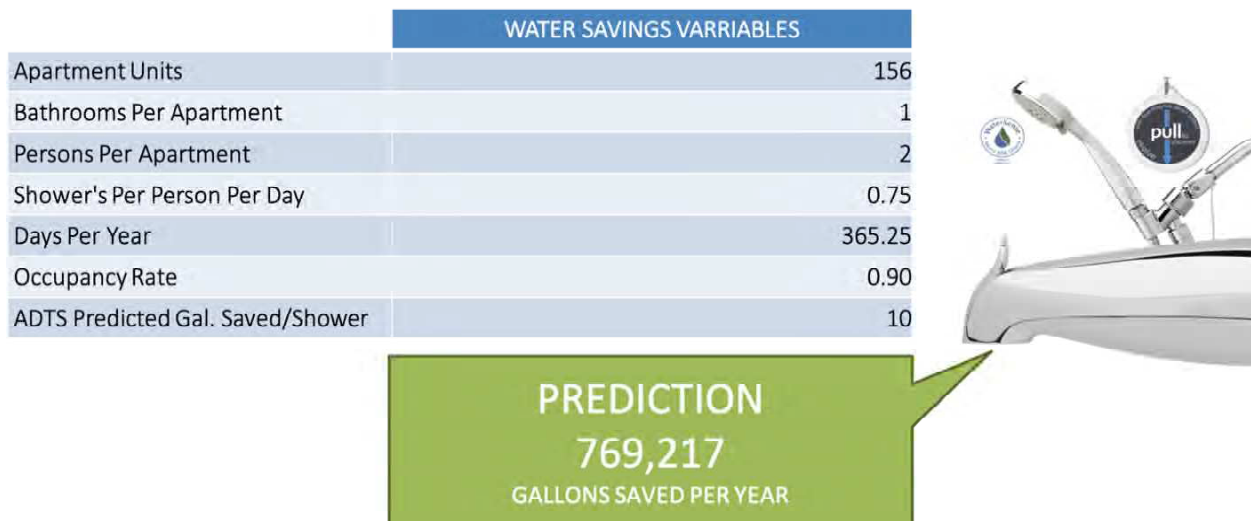 WATER SAVINGS VARRIABLES
Apartment Units 156
Bathrooms Per Apartment 1
Persons Per Apartment 2
Shower's Per Person Per Day 0.75
Days Per Year 365.25
Occupancy Rate 0.90
ADTS Predicted Gal. Saved/Shower 10
WaterSense
pull
PREDICTION
769,217
GALLONS SAVED PER YEAR